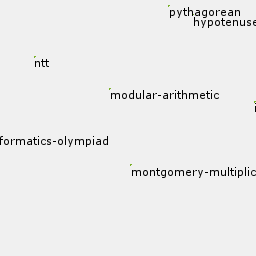 pythagorean
hypotenuse
ntt
modular-arithmetic
formatics-olympiad
montgomery-multiplic